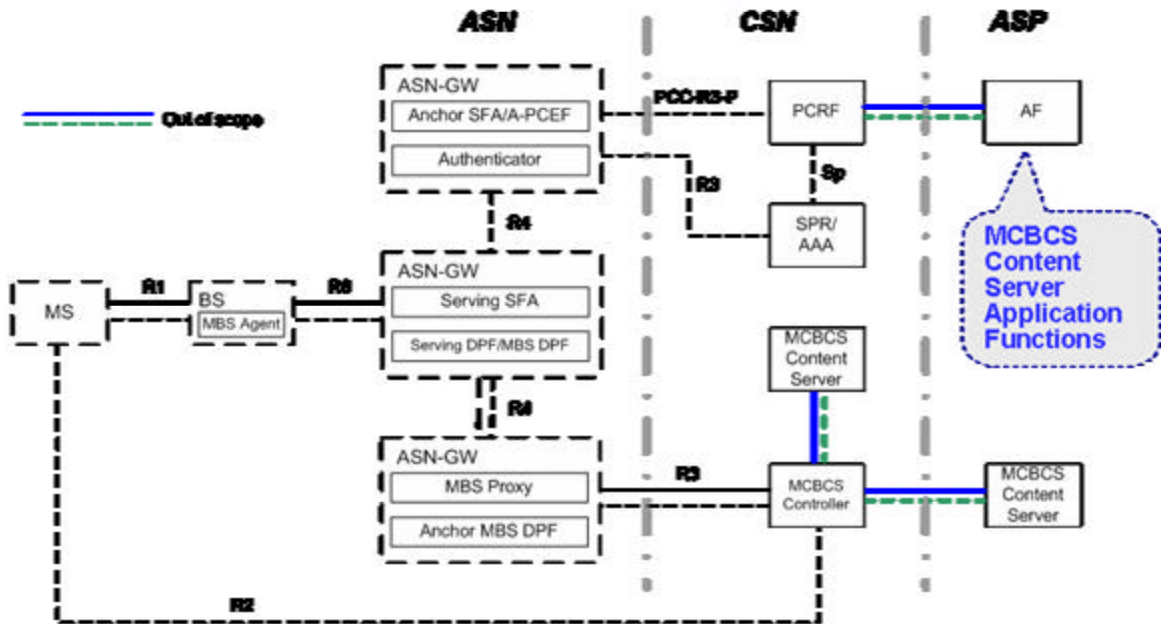 ASN
CSN
ASP
ASN-GW
Anchor SFA/A-PCEF
Authenticator
PCC-R3-P
PCRF
AF
Out of scope
R3
Sp
SPR/
AAA
R4
MCBCS
Content
Server
Application
Functions
ASN-GW
Serving SFA
Serving DPF/MBS DPF
MS
R1
BS
MBS Agent
R6
MCBCS
Content
Server
R4
ASN-GW
MBS Proxy
Anchor MBS DPF
R3
MCBCS
Controller
MCBCS
Content
Server
R2